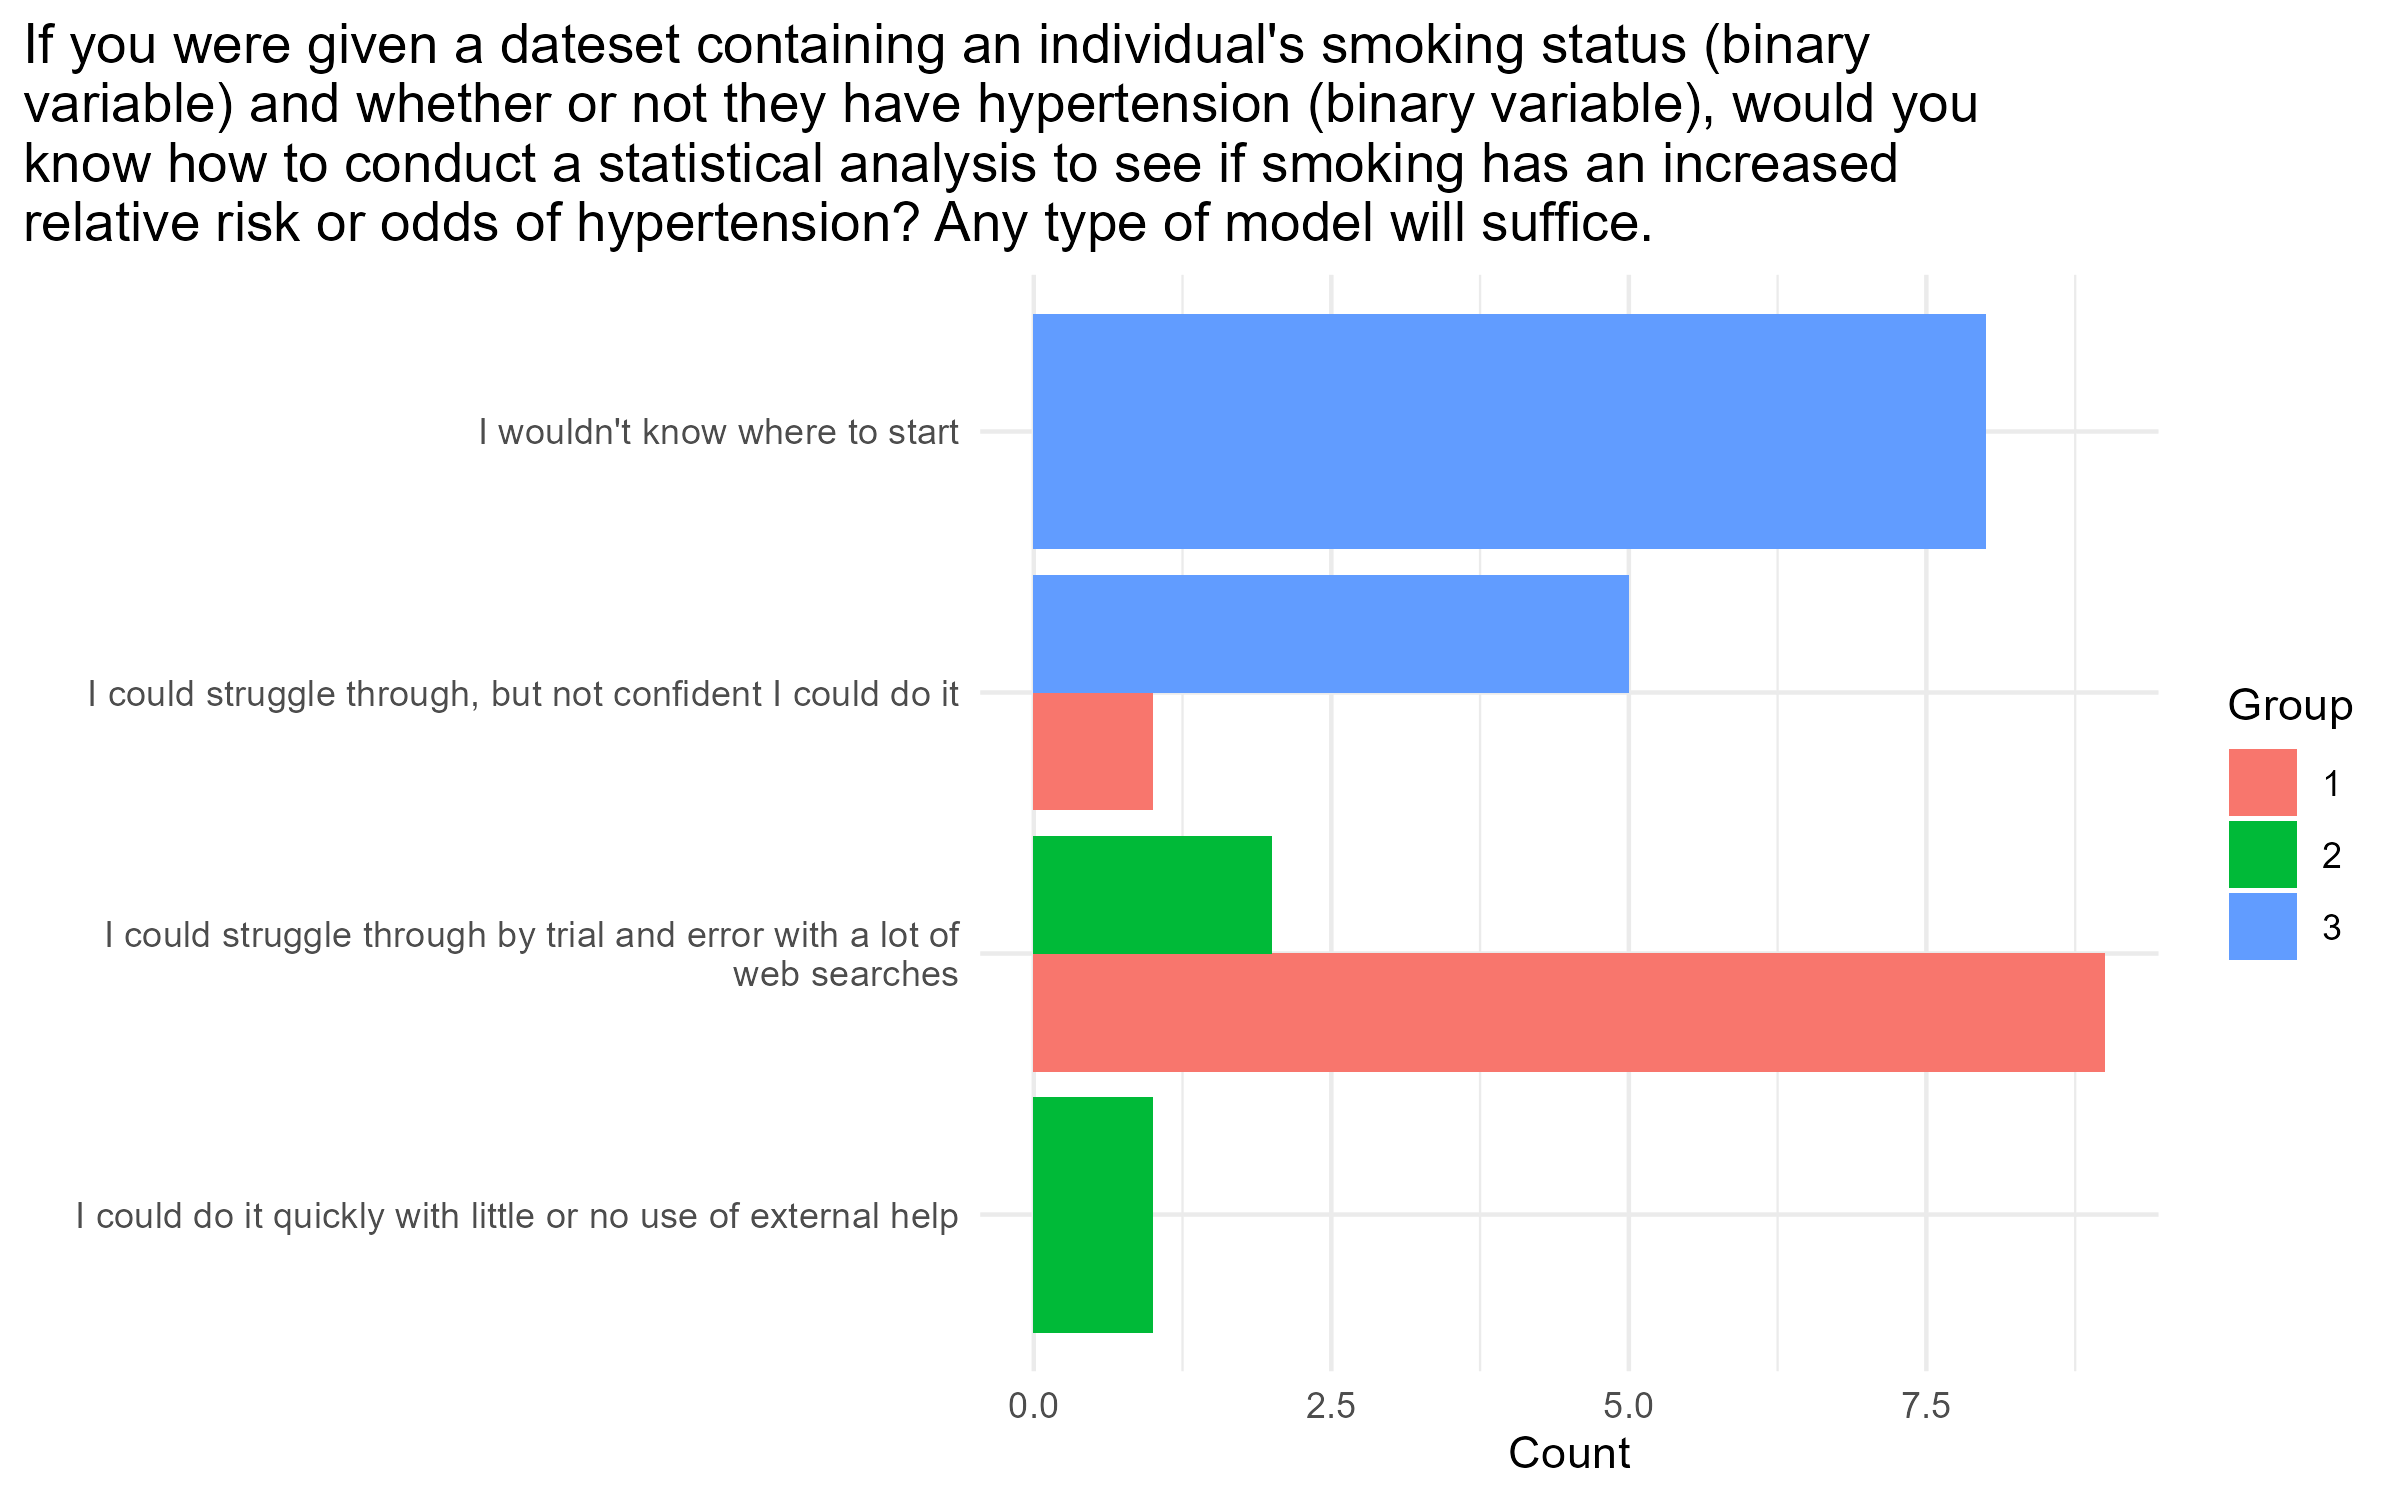 If you were given a dateset containing an individual's smoking status (binary
variable) and whether or not they have hypertension (binary variable), would you
know how to conduct a statistical analysis to see if smoking has an increased
relative risk or odds of hypertension? Any type of model will suffice.
I wouldn't know where to start
I could struggle through, but not confident I could do it
I could struggle through by trial and error with a lot of
web searches
I could do it quickly with little or no use of external help
0.0 2.5 5.0 7.5
Count
Group
1
2
3